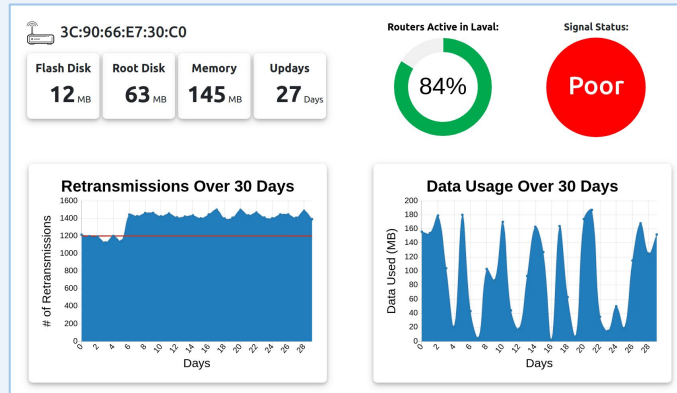 3C:90:66:E7:30:C0
Flash Disk
12 MB
Root Disk
63 MB
Memory
145 MB
Updays
27 Days
Routers Active in Laval:
84%
Signal Status:
Poor
Retransmissions Over 30 Days
# of Retransmissions
1600
1400
1200
1000
800
600
400
200
0
0 2 4 6 8 10 12 14 16 18 20 22 24 26 28
Days
Data Usage Over 30 Days
Data Used (MB)
200
180
160
140
120
100
80
60
40
20
0
0 2 4 6 8 10 12 14 16 18 20 22 24 26 28
Days